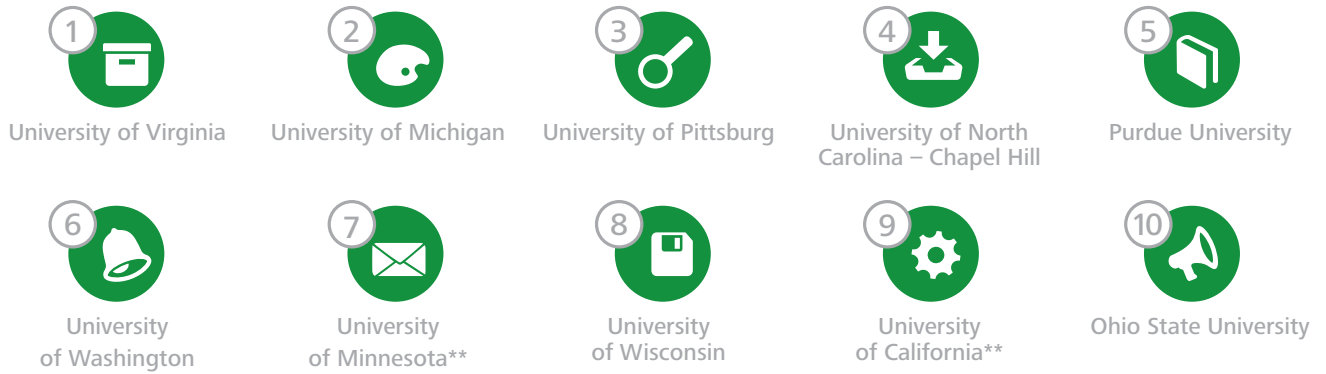 1
University of Virginia
2
University of Michigan
3
University of Pittsburg
4
University of North
Carolina – Chapel Hill
5
Purdue University
6
University
of Washington
7
University
of Minnesota**
8
University
of Wisconsin
9
University
of California**
10
Ohio State University